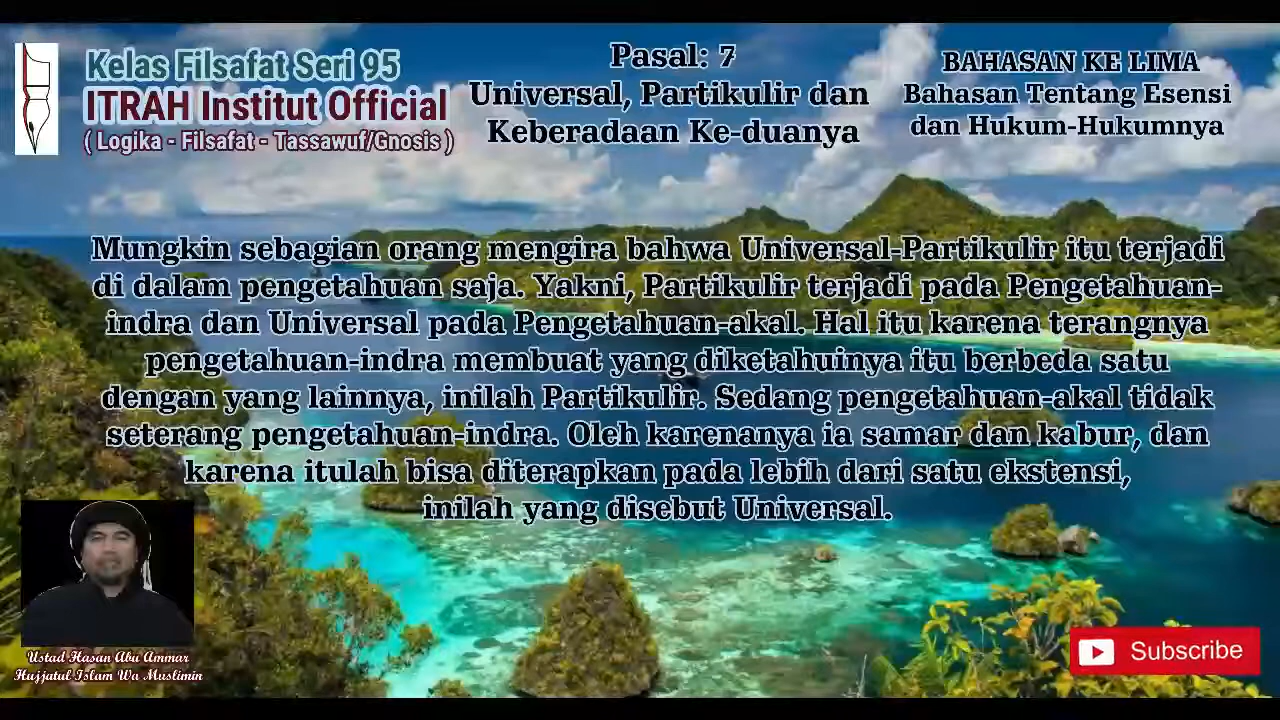 Kelas Filsafat Seri 95
ITRAH Institut Official
( Logika - Filsafat - Tassawuf/Gnosis )
Pasal: 7
Universal, Partikulir dan
Keberadaan Ke-duanya
BAHASAN KE LIMA
Bahasan Tentang Esensi
dan Hukum-Hukumnya
Mungkin sebagian orang mengira bahwa Universal-Partikulir itu terjadi
di dalam pengetahuan saja. Yakni, Partikulir terjadi pada Pengetahuan-
indra dan Universal pada Pengetahuan-akal. Hal itu karena terangnya
pengetahuan-indra membuat yang diketahuinya itu berbeda satu
dengan yang lainnya, inilah Partikulir. Sedang pengetahuan-akal tidak
seterang pengetahuan-indra. Oleh karenanya ia samar dan kabur, dan
karena itulah bisa diterapkan pada lebih dari satu ekstensi,
inilah yang disebut Universal.
Ustad Hasan Abu Ammar
Hujjatul Islam Wa Muslimin
Subscribe